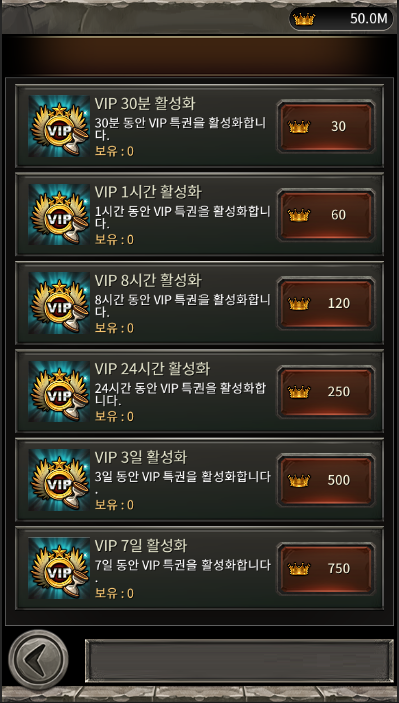 50.0M
VIP
VIP 30분 활성화
30분 동안 VIP 특권을 활성화합니
다.
보유 : 0
30
VIP
VIP 1시간 활성화
1시간 동안 VIP 특권을 활성화합니
다.
보유 : 0
60
VIP
VIP 8시간 활성화
8시간 동안 VIP 특권을 활성화합니
다.
보유 : 0
120
VIP
VIP 24시간 활성화
24시간 동안 VIP 특권을 활성화합
니다.
보유 : 0
250
VIP
VIP 3일 활성화
3일 동안 VIP 특권을 활성화합니다
.
보유 : 0
500
VIP
VIP 7일 활성화
7일 동안 VIP 특권을 활성화합니다
.
보유 : 0
750